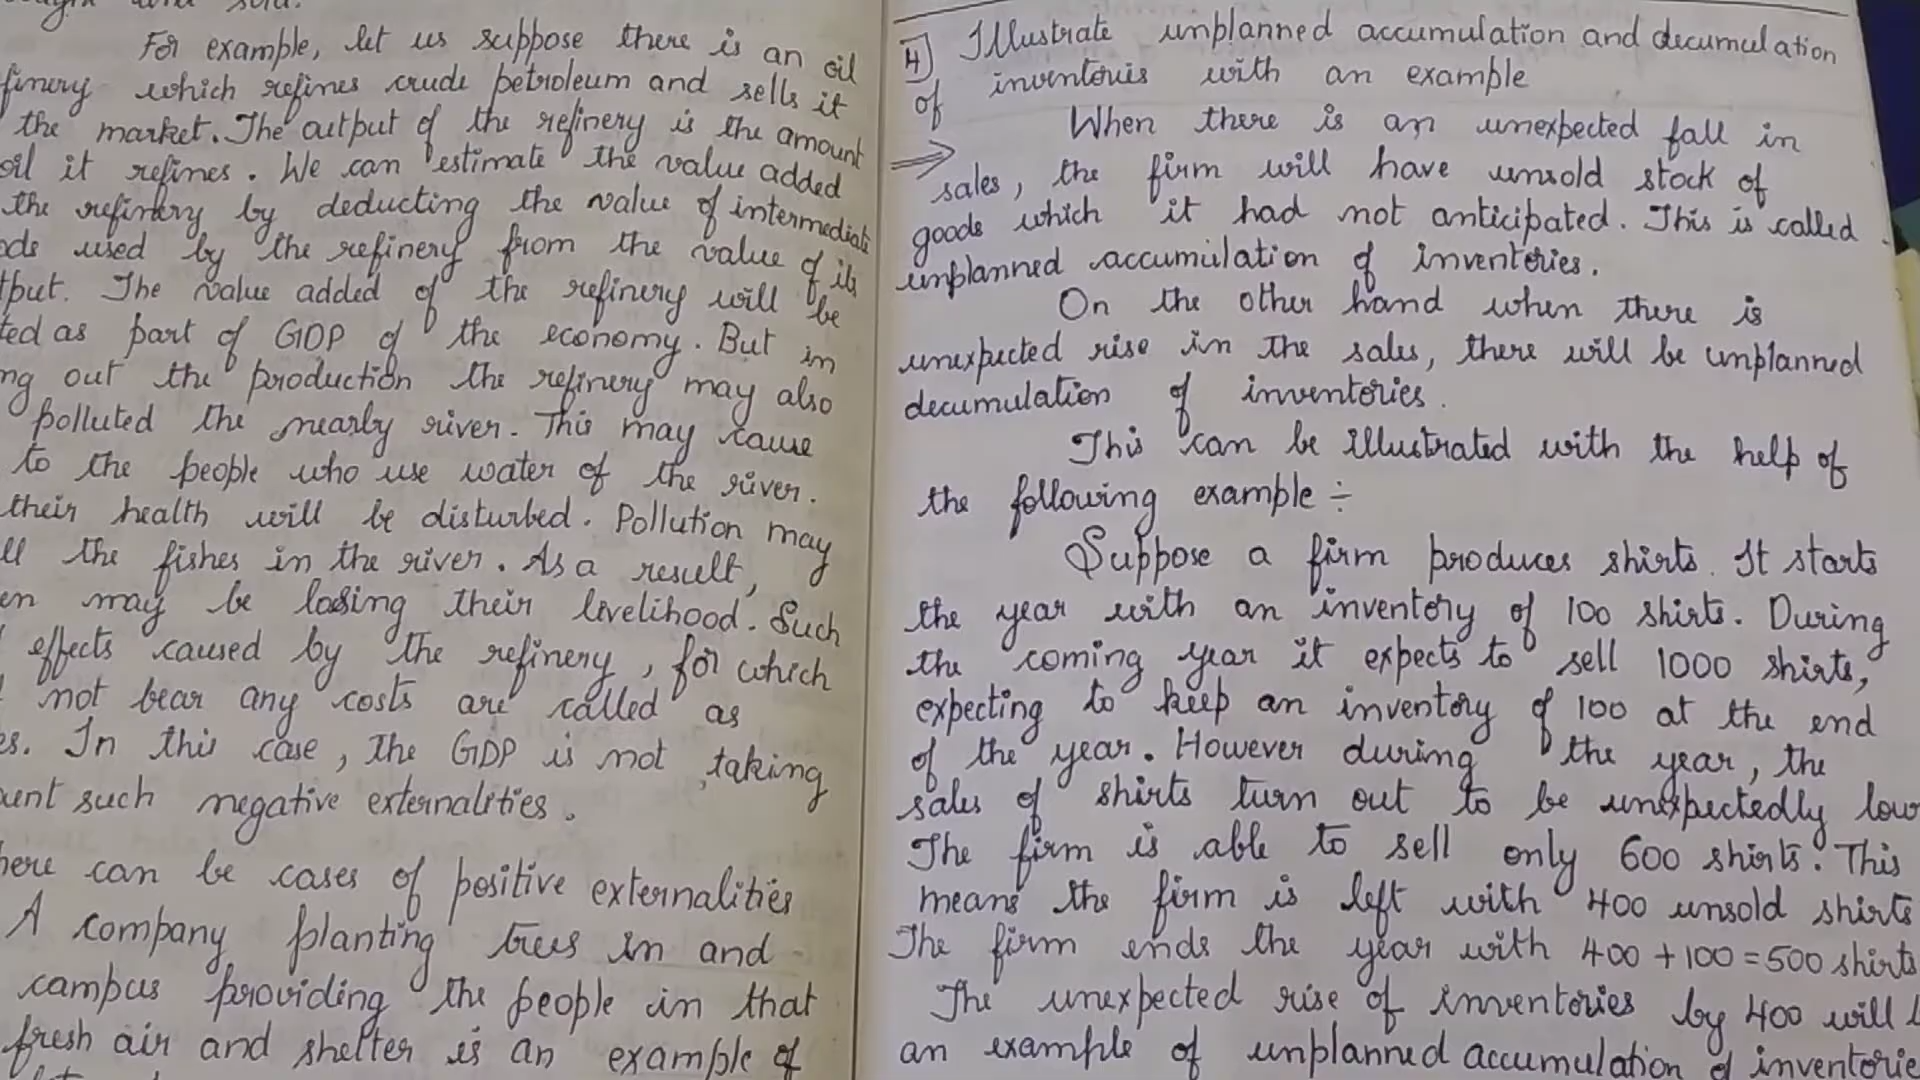 For example, let us suppose there is an oil
finery which refines crude petroleum and sells it
the market. The output of the refinery is the amount
oil it refines. We can estimate the value added
the refinery by deducting the value of intermediate
ods used by the refinery from the value of its
tput. The value added of the refinery will be
ted as part of GDP of the economy. But in
ng out the production the refinery may also
polluted the nearly river. This may cause
to the people who use water of the river.
their health will be disturbed. Pollution may
ll the fishes in the river. As a result,
en may be losing their livelihood. Such
effects caused by the refinery, for which
not bear any costs are called as
es. In this case, the GDP is not taking
unt such negative externalities.
here can be cases of positive externalities
A company planting trees in and
campus providing the people in that
fresh air and shelter is an example of
4] Illustrate unplanned accumulation and decumulation
of inventoris with an example
When there is an unexpected fall in
sales, the firm will have unsold stock of
goods which it had not anticipated. This is called
unplanned accumulation of inventories.
On the other hand when there is
unexpected rise in the sales, there will be unplanned
decumulation of inventories.
This can be illustrated with the help of
the following example ÷
Suppose a firm produces shirts. It starts
the year with an inventory of 100 shirts. During
the coming year it expects to sell 1000 shirts,
expecting to keep an inventory of 100 at the end
of the year. However during the year, the
sales of shirts turn out to be unexpectedly low
The firm is able to sell only 600 shirts. This
means the firm is left with 400 unsold shirts
The firm ends the year with 400 + 100 = 500 shirts
The unexpected rise of inventories by 400 will b
an example of unplanned accumulation of inventorie